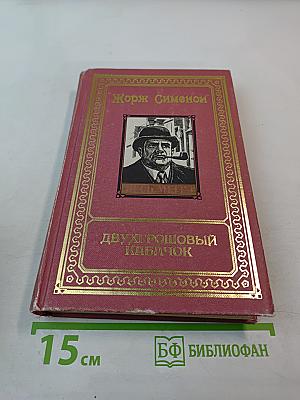 Жорж Сименон
ДВУХГРОШОВЫЙ
КАБАЧОК
15 см
БФ БИБЛИОФАН